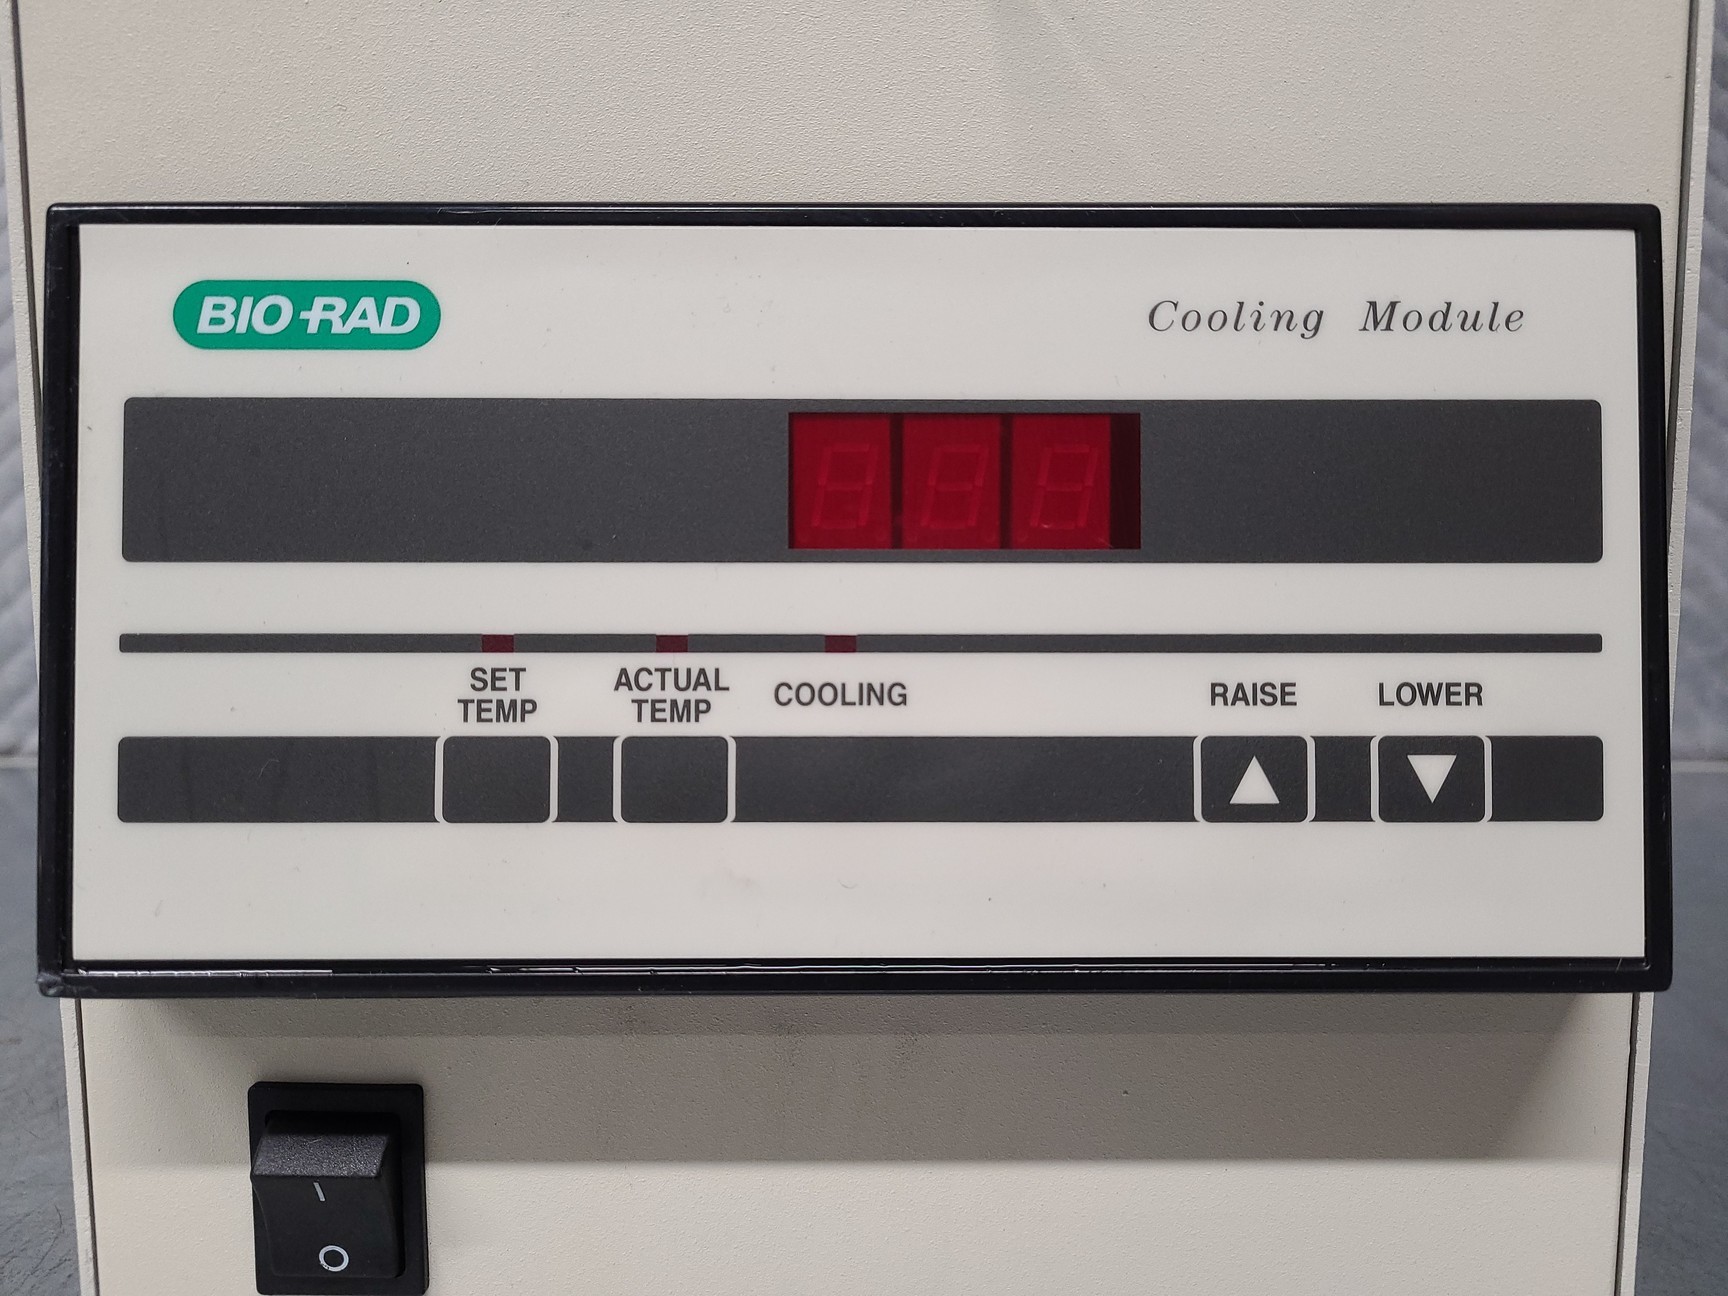 BIO-RAD
Cooling Module
SET
TEMP
ACTUAL
TEMP
COOLING
RAISE
LOWER
I
O